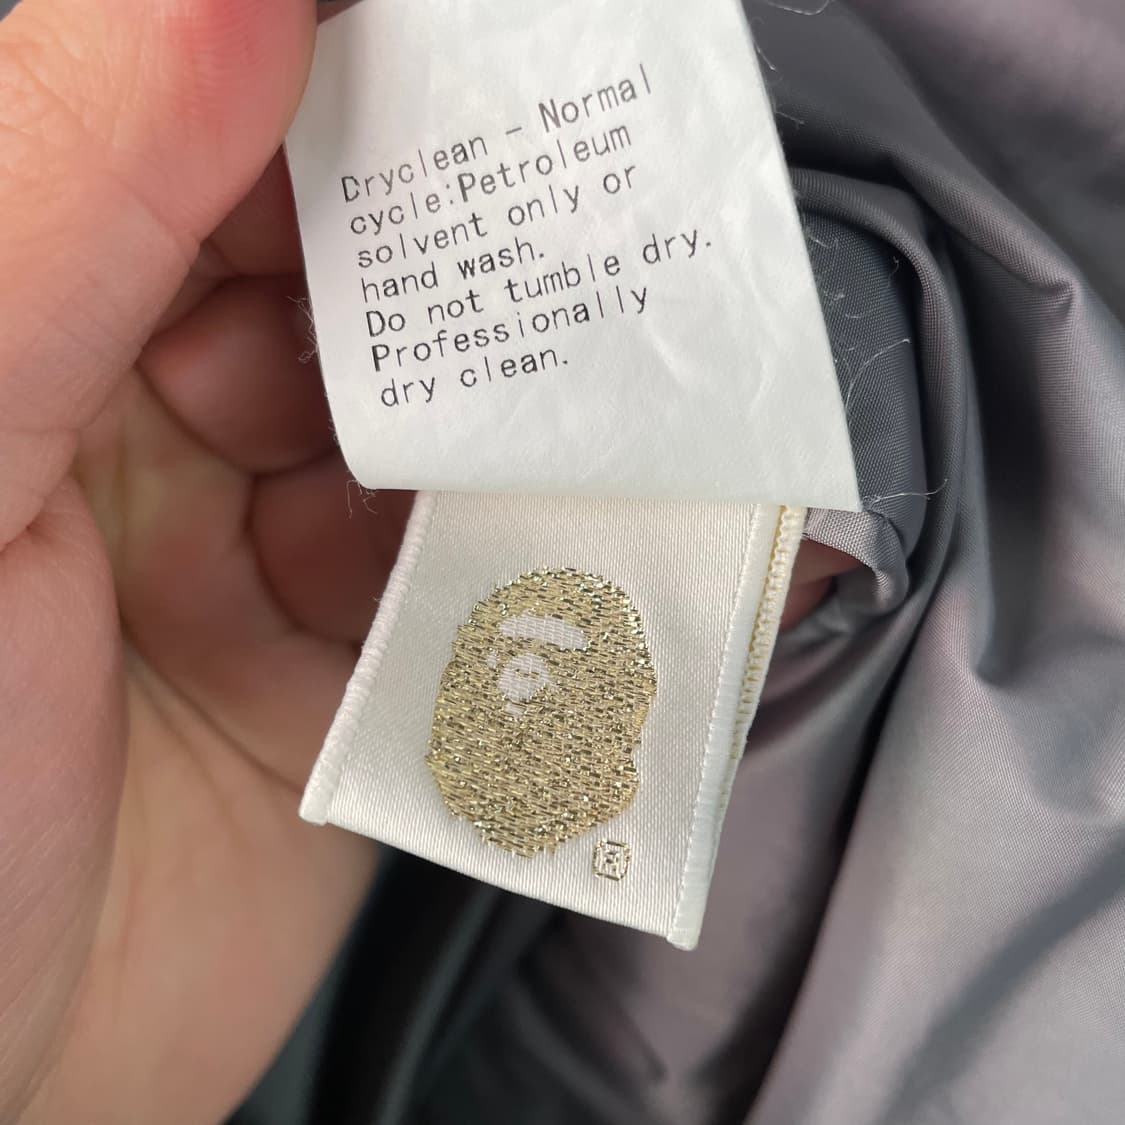 Dryclean - Normal
cycle:Petroleum
solvent only or
hand wash.
Do not tumble dry.
Professionally
dry clean.
R